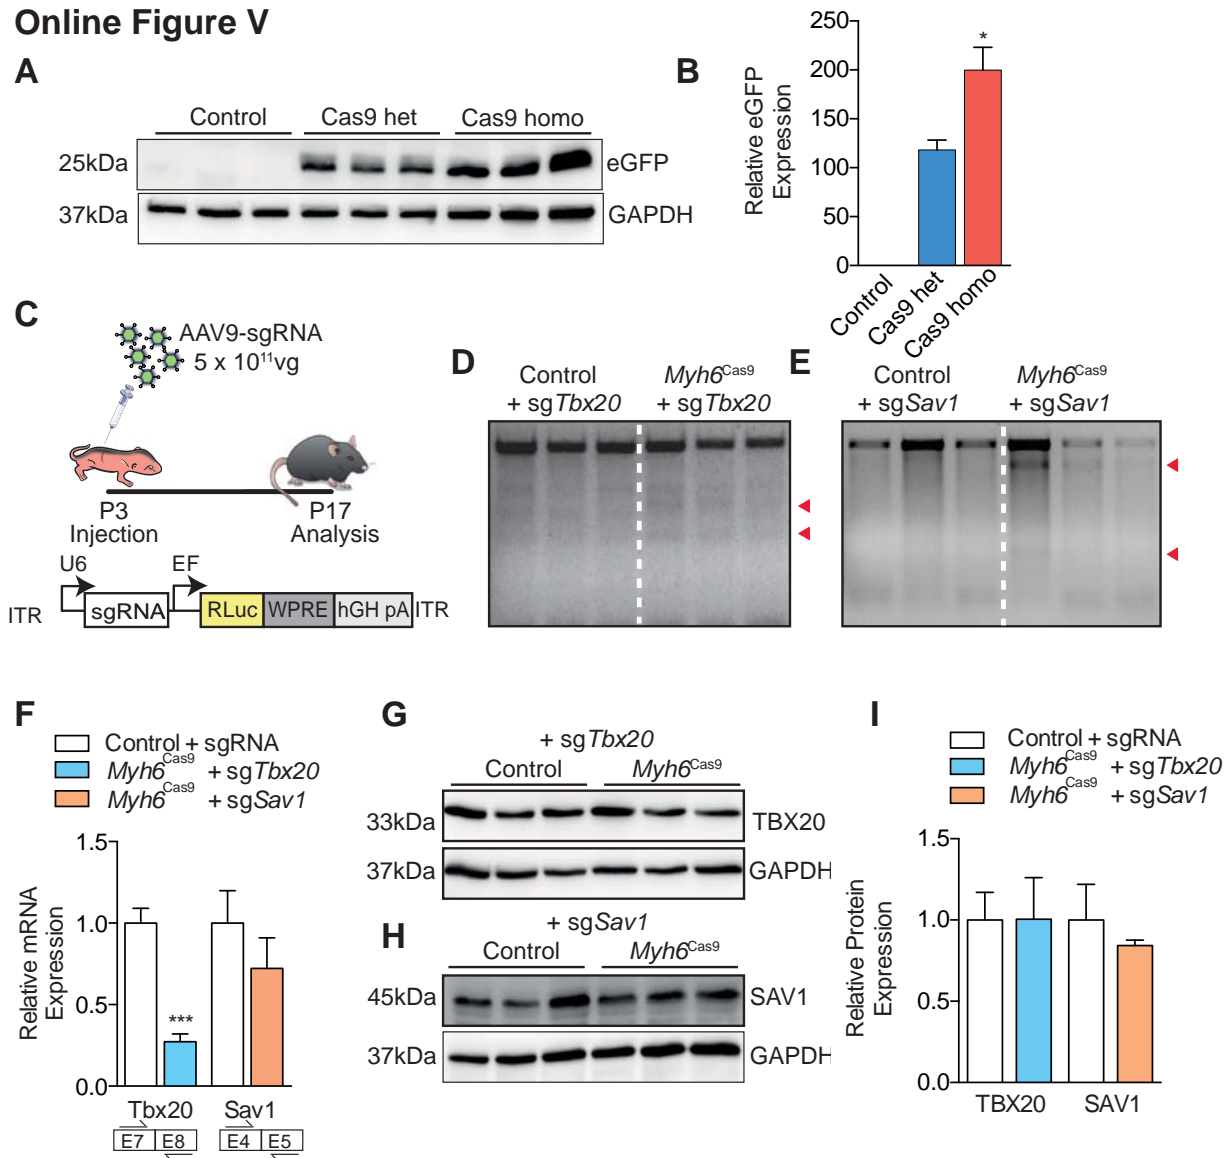 Online Figure V
A
Control
Cas9 het
Cas9 homo
25kDa
eGFP
37kDa
GAPDH
B
Relative eGFP
Expression
250
200
150
100
50
0
*
Control
Cas9 het
Cas9 homo
C
AAV9-sgRNA
5 x 10¹¹vg
P3
Injection
P17
Analysis
U6
EF
ITR
sgRNA
RLuc
WPRE
hGH pA
ITR
D
Control
+ sgTbx20
Myh6Cas9
+ sgTbx20
E
Control
+ sgSav1
Myh6Cas9
+ sgSav1
F
Control + sgRNA
Myh6Cas9 + sgTbx20
Myh6Cas9 + sgSav1
Relative mRNA
Expression
1.5
1.0
0.5
0.0
***
Tbx20
Sav1
E7
E8
E4
E5
G
+ sgTbx20
Control
Myh6Cas9
33kDa
TBX20
37kDa
GAPDH
H
+ sgSav1
Control
Myh6Cas9
45kDa
SAV1
37kDa
GAPDH
I
Control + sgRNA
Myh6Cas9 + sgTbx20
Myh6Cas9 + sgSav1
Relative Protein
Expression
1.5
1.0
0.5
0.0
TBX20
SAV1